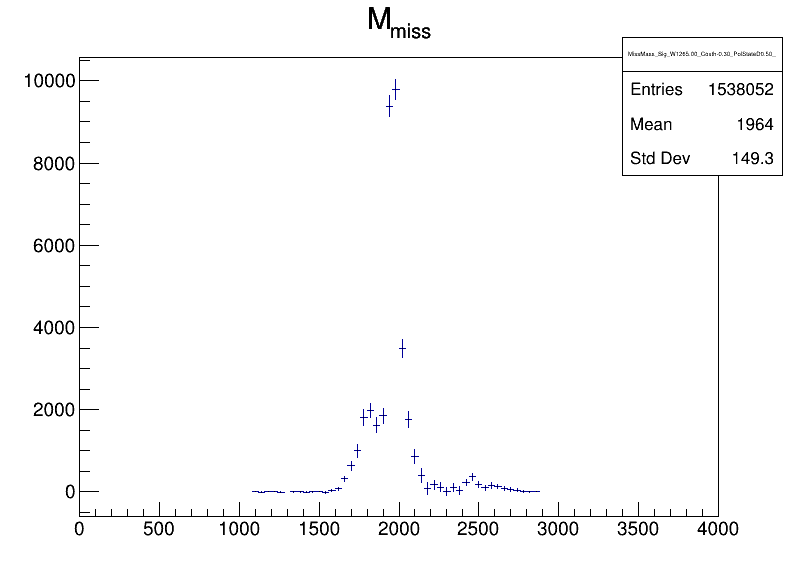 M_miss
MissMass_Sig_W1265.00_Costh-0.30_PolStateD0.50_
Entries 1538052
Mean 1964
Std Dev 149.3
10000
8000
6000
4000
2000
0
0 500 1000 1500 2000 2500 3000 3500 4000